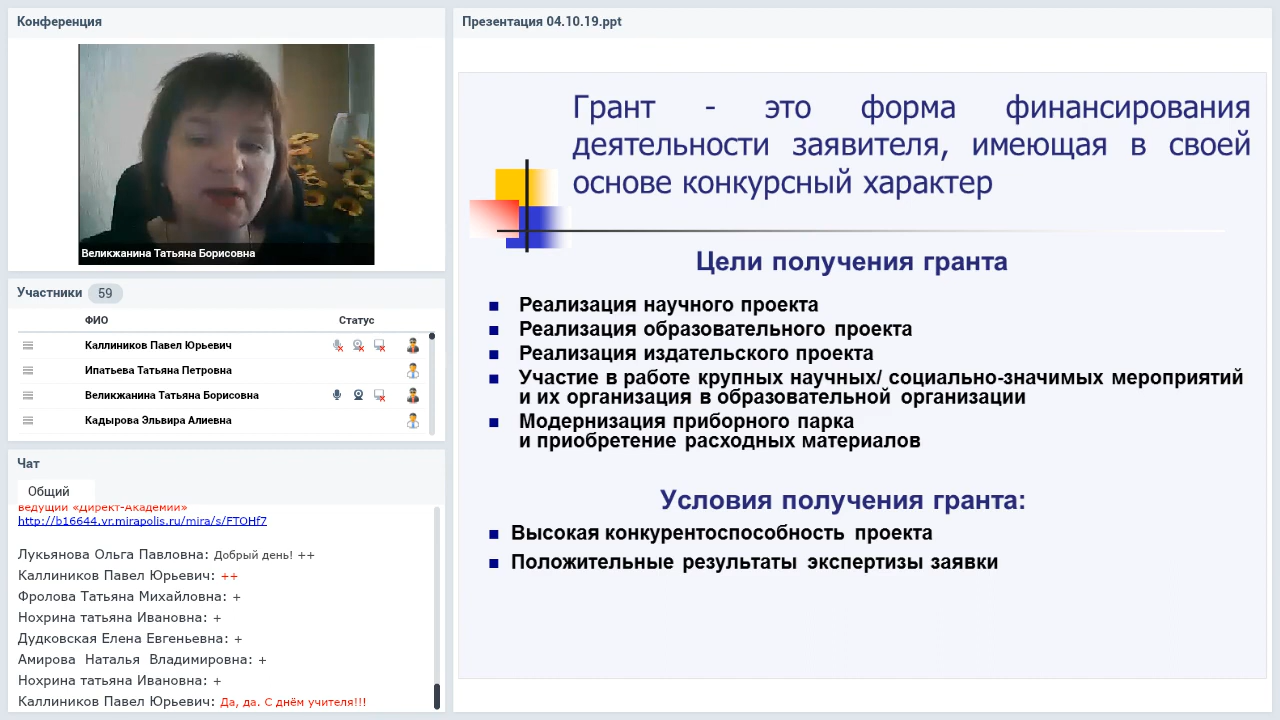 Конференция
Великжанина Татьяна Борисовна
Участники 59
ФИО Статус
Каллиников Павел Юрьевич
Ипатьева Татьяна Петровна
Великжанина Татьяна Борисовна
Кадырова Эльвира Алиевна
Чат
Общий
ведущий «Директ-Академии»
http://b16644.vr.mirapolis.ru/mira/s/FTOHf7
Лукьянова Ольга Павловна: Добрый день! ++
Каллиников Павел Юрьевич: ++
Фролова Татьяна Михайловна: +
Нохрина татьяна Ивановна: +
Дудковская Елена Евгеньевна: +
Амирова Наталья Владимировна: +
Нохрина татьяна Ивановна: +
Каллиников Павел Юрьевич: Да, да. С днём учителя!!!
Презентация 04.10.19.ppt
Грант - это форма финансирования
деятельности заявителя, имеющая в своей
основе конкурсный характер
Цели получения гранта
Реализация научного проекта
Реализация образовательного проекта
Реализация издательского проекта
Участие в работе крупных научных/ социально-значимых мероприятий
и их организация в образовательной организации
Модернизация приборного парка
и приобретение расходных материалов
Условия получения гранта:
Высокая конкурентоспособность проекта
Положительные результаты экспертизы заявки